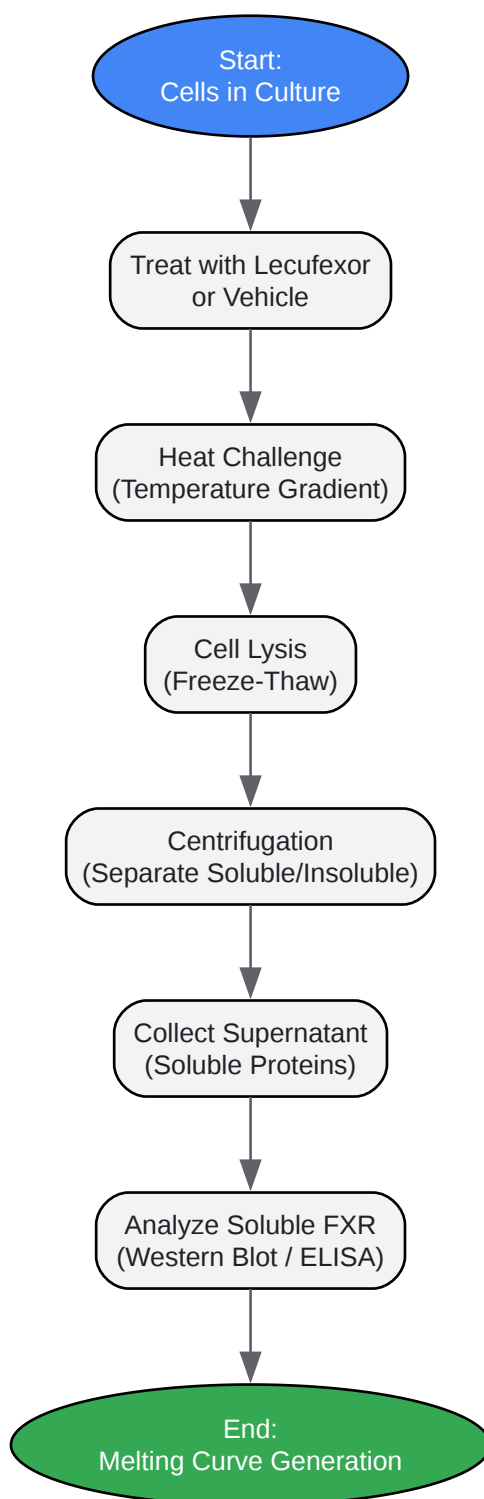 Start:
Cells in Culture
Treat with Lecufexor
or Vehicle
Heat Challenge
(Temperature Gradient)
Cell Lysis
(Freeze-Thaw)
Centrifugation
(Separate Soluble/Insoluble)
Collect Supernatant
(Soluble Proteins)
Analyze Soluble FXR
(Western Blot / ELISA)
End:
Melting Curve Generation